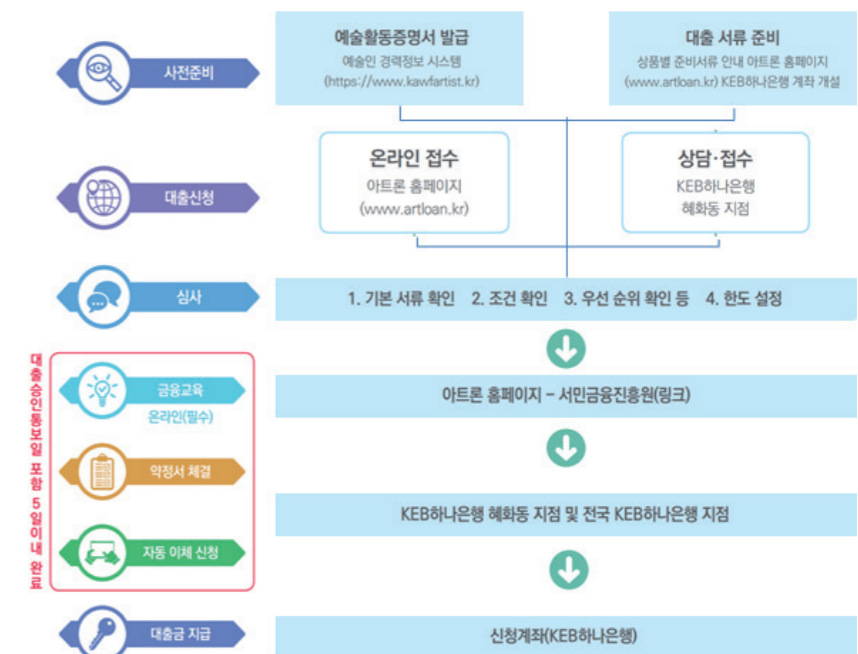 사전준비
예술활동증명서 발급
예술인 경력정보 시스템
(https://www.kawfartist.kr)
대출 서류 준비
상품별 준비서류 안내 아트론 홈페이지
(www.artloan.kr) KEB하나은행 계좌 개설
대출신청
온라인 접수
아트론 홈페이지
(www.artloan.kr)
상담·접수
KEB하나은행
혜화동 지점
심사
1. 기본 서류 확인 2. 조건 확인 3. 우선 순위 확인 등 4. 한도 설정
대출승인통보일 포함 5일이내 완료
금융교육
온라인(필수)
아트론 홈페이지 – 서민금융진흥원(링크)
약정서 체결
KEB하나은행 혜화동 지점 및 전국 KEB하나은행 지점
자동 이체 신청
대출금 지급
신청계좌(KEB하나은행)